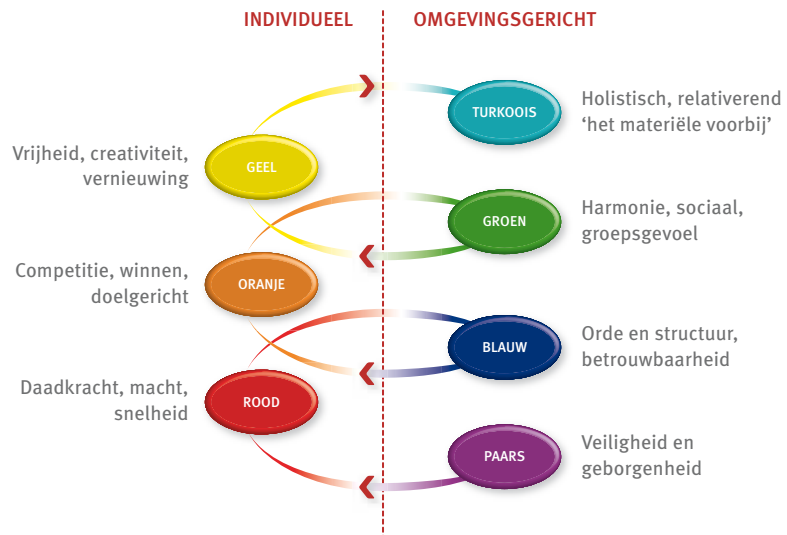 INDIVIDUEEL
OMGEVINGSGERICHT
TURKOOIS
Holistisch, relativerend
‘het materiële voorbij’
Vrijheid, creativiteit,
vernieuwing
GEEL
GROEN
Harmonie, sociaal,
groepsgevoel
Competitie, winnen,
doelgericht
ORANJE
BLAUW
Orde en structuur,
betrouwbaarheid
Daadkracht, macht,
snelheid
ROOD
PAARS
Veiligheid en
geborgenheid